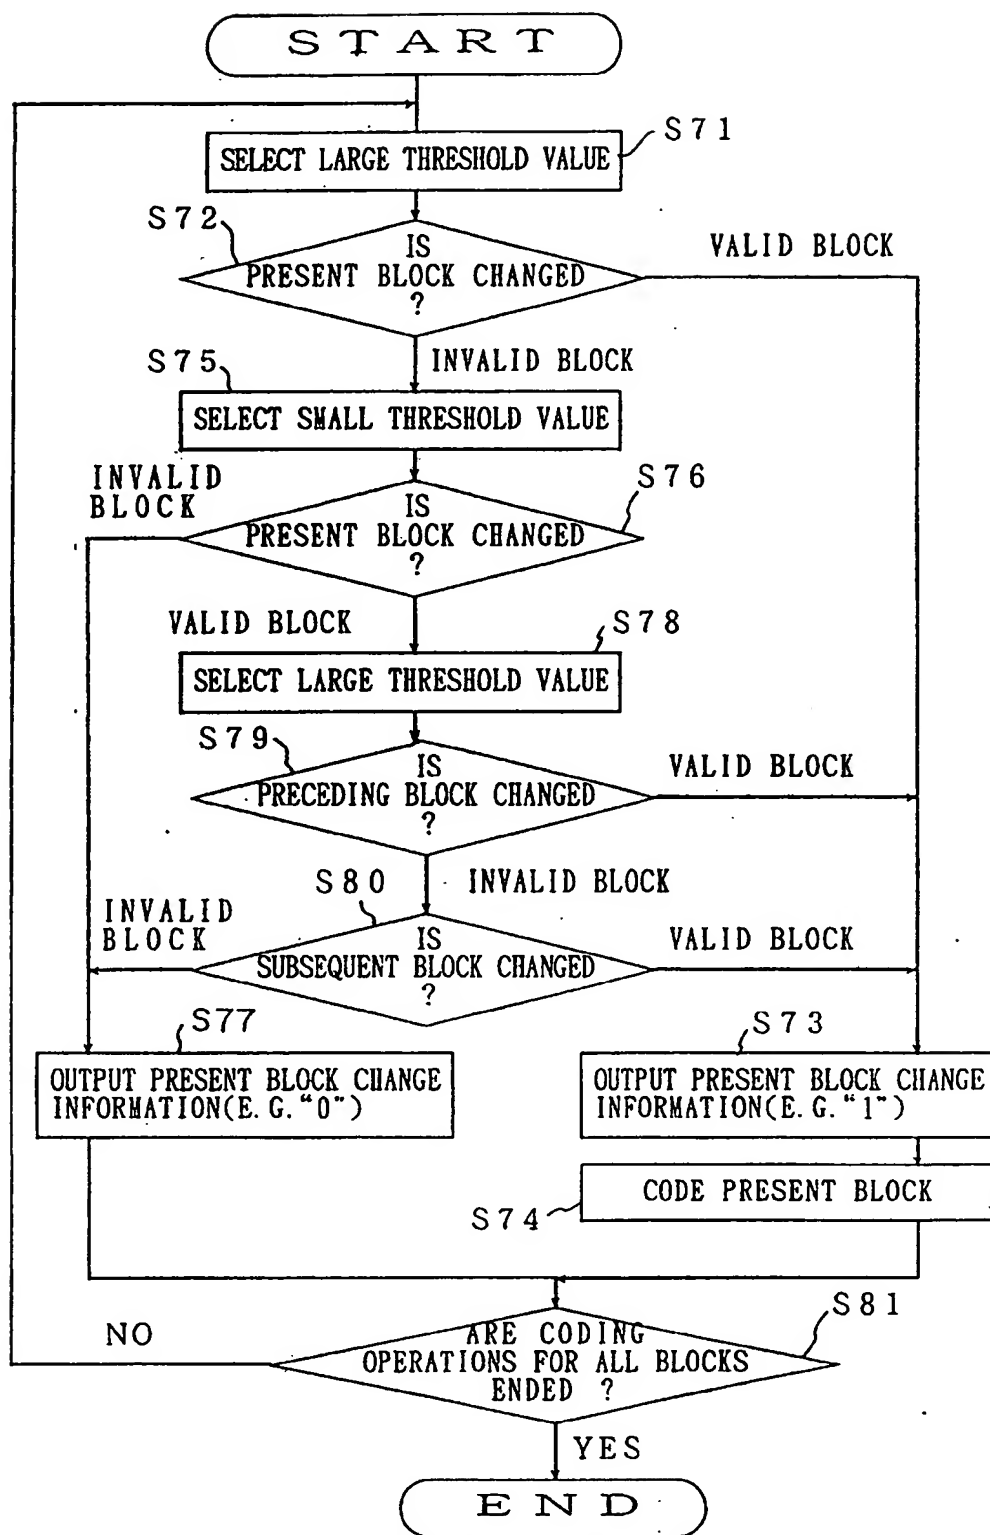 START
S71
SELECT LARGE THRESHOLD VALUE
S72
IS
PRESENT BLOCK CHANGED
?
VALID BLOCK
INVALID BLOCK
S75
SELECT SMALL THRESHOLD VALUE
INVALID
BLOCK
S76
IS
PRESENT BLOCK CHANGED
?
VALID BLOCK
S78
SELECT LARGE THRESHOLD VALUE
S79
IS
PRECEDING BLOCK CHANGED
?
VALID BLOCK
S80
INVALID BLOCK
INVALID
BLOCK
IS
SUBSEQUENT BLOCK CHANGED
?
VALID BLOCK
S77
OUTPUT PRESENT BLOCK CHANGE
INFORMATION(E.G."0")
S73
OUTPUT PRESENT BLOCK CHANGE
INFORMATION(E.G."1")
S74
CODE PRESENT BLOCK
S81
ARE CODING
OPERATIONS FOR ALL BLOCKS
ENDED ?
NO
YES
END